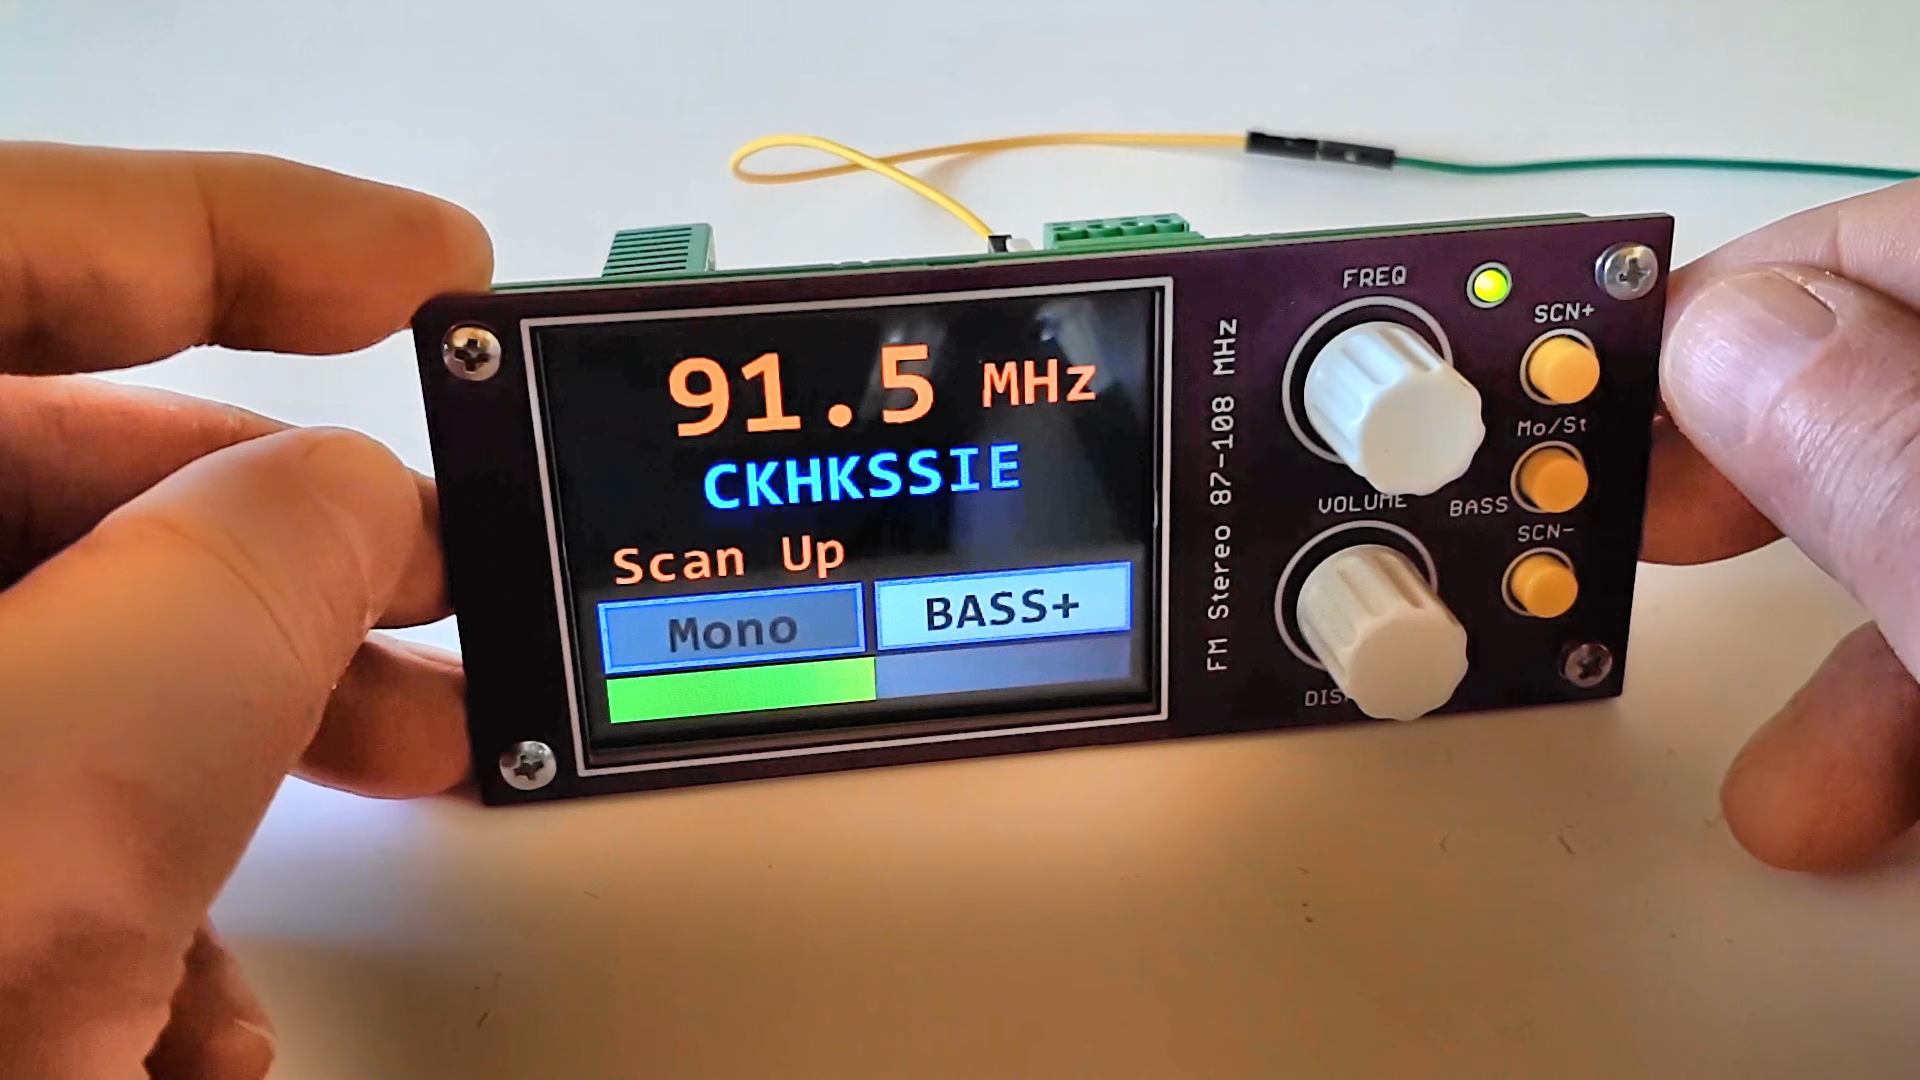 91.5 MHz
CKHKSSIE
Scan Up
Mono
BASS+
FM Stereo 87-108 MHz
FREQ
SCN+
Mo/St
VOLUME
BASS
SCN-